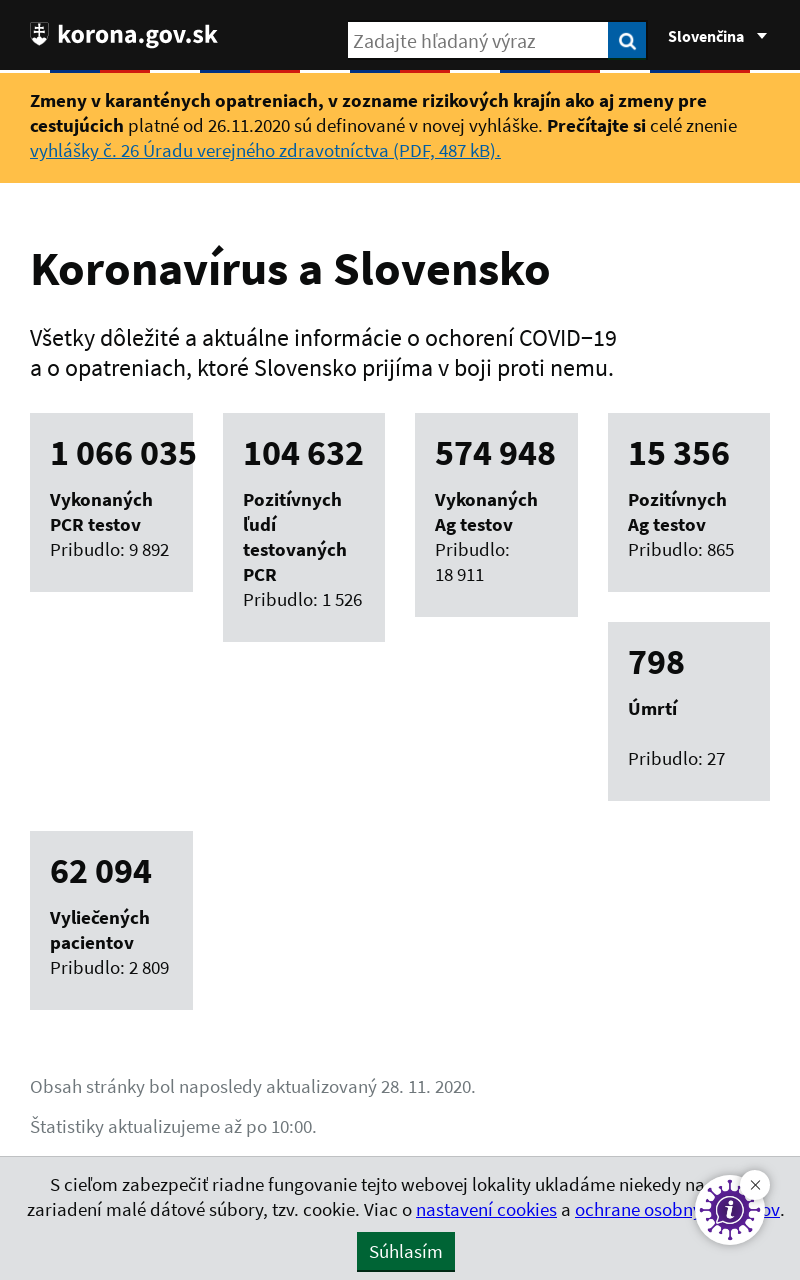 korona.gov.sk
Zadajte hľadaný výraz
Slovenčina
Zmeny v karanténych opatreniach, v zozname rizikových krajín ako aj zmeny pre
cestujúcich platné od 26.11.2020 sú definované v novej vyhláške. Prečítajte si celé znenie
vyhlášky č. 26 Úradu verejného zdravotníctva (PDF, 487 kB).
Koronavírus a Slovensko
Všetky dôležité a aktuálne informácie o ochorení COVID−19
a o opatreniach, ktoré Slovensko prijíma v boji proti nemu.
1 066 035
Vykonaných
PCR testov
Pribudlo: 9 892
104 632
Pozitívnych
ľudí
testovaných
PCR
Pribudlo: 1 526
574 948
Vykonaných
Ag testov
Pribudlo:
18 911
15 356
Pozitívnych
Ag testov
Pribudlo: 865
798
Úmrtí
Pribudlo: 27
62 094
Vyliečených
pacientov
Pribudlo: 2 809
Obsah stránky bol naposledy aktualizovaný 28. 11. 2020.
Štatistiky aktualizujeme až po 10:00.
S cieľom zabezpečiť riadne fungovanie tejto webovej lokality ukladáme niekedy na
zariadení malé dátové súbory, tzv. cookie. Viac o nastavení cookies a ochrane
Súhlasím